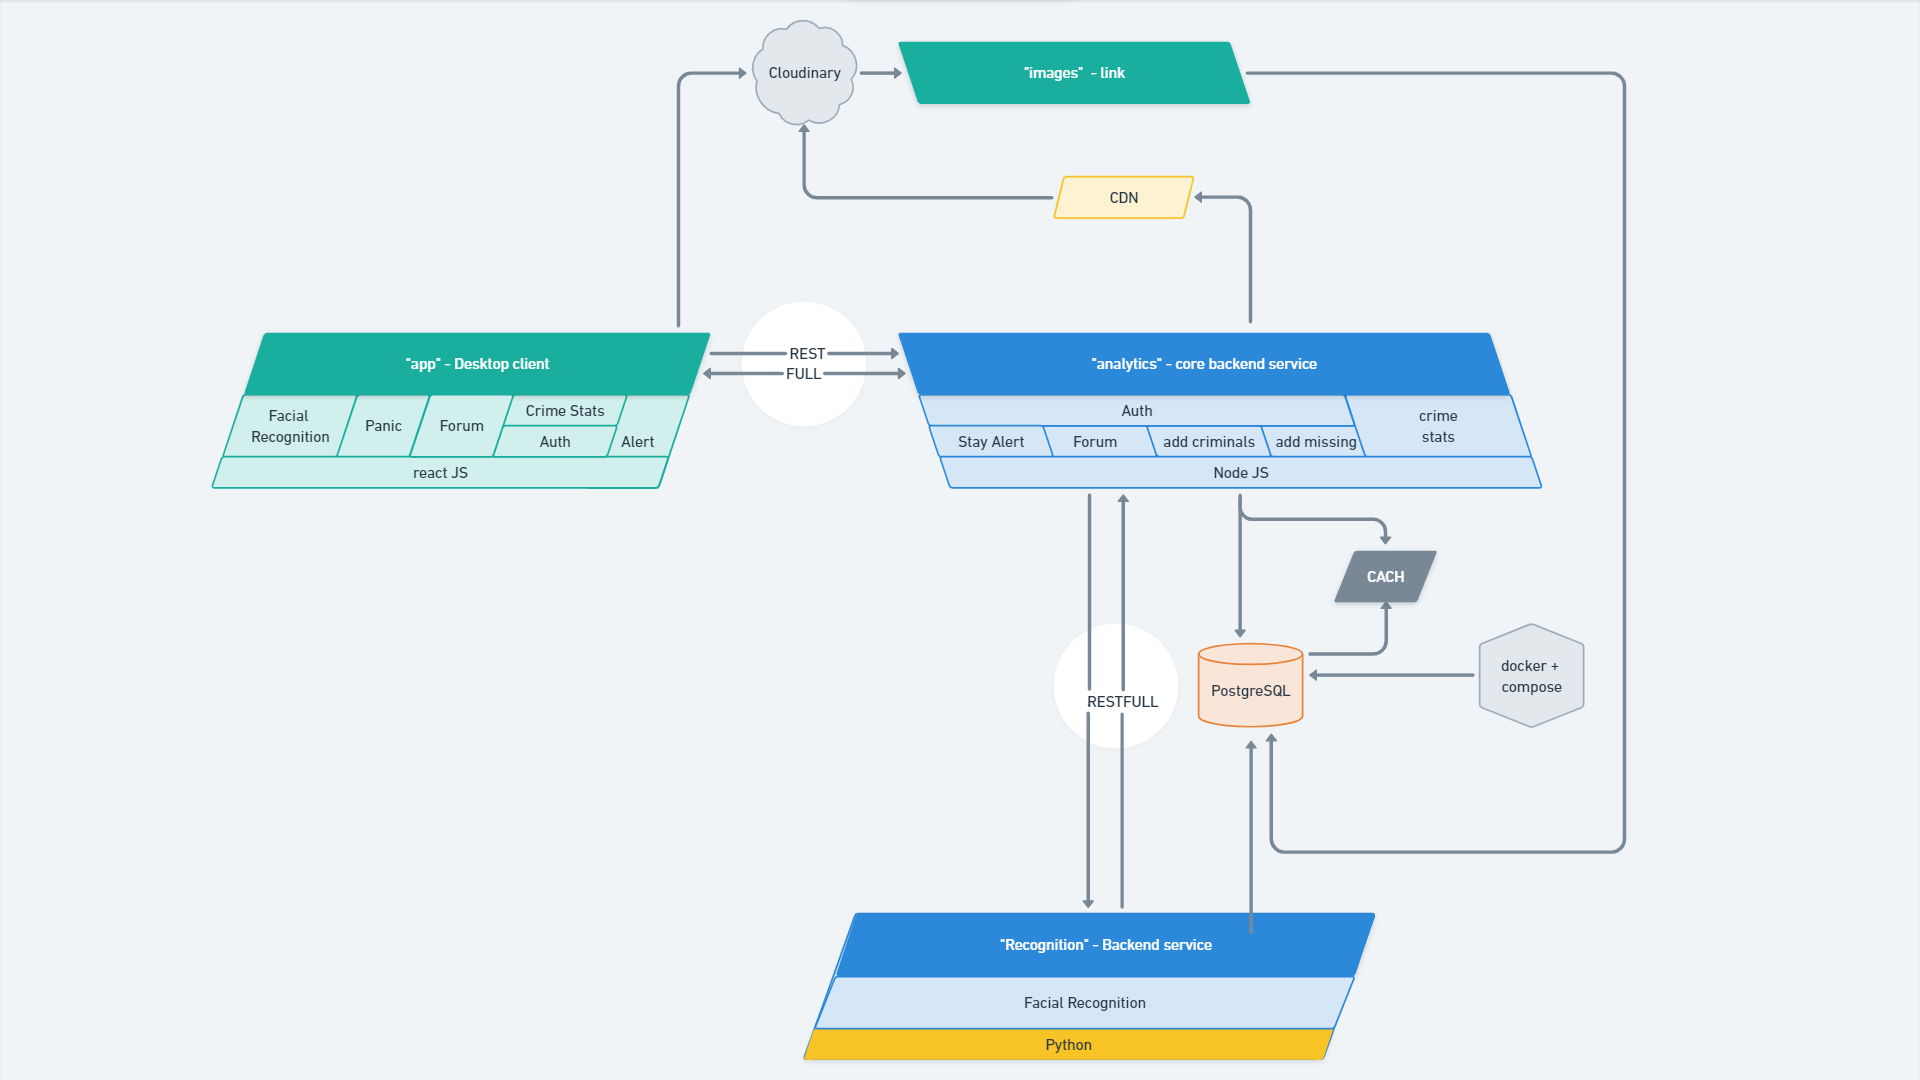 Cloudinary
"images" - link
CDN
"app" - Desktop client
Facial
Recognition
Panic
Forum
Crime Stats
Auth
Alert
react JS
REST
FULL
"analytics" - core backend service
Auth
crime
stats
Stay Alert
Forum
add criminals
add missing
Node JS
CACH
docker +
compose
PostgreSQL
RESTFULL
"Recognition" - Backend service
Facial Recognition
Python